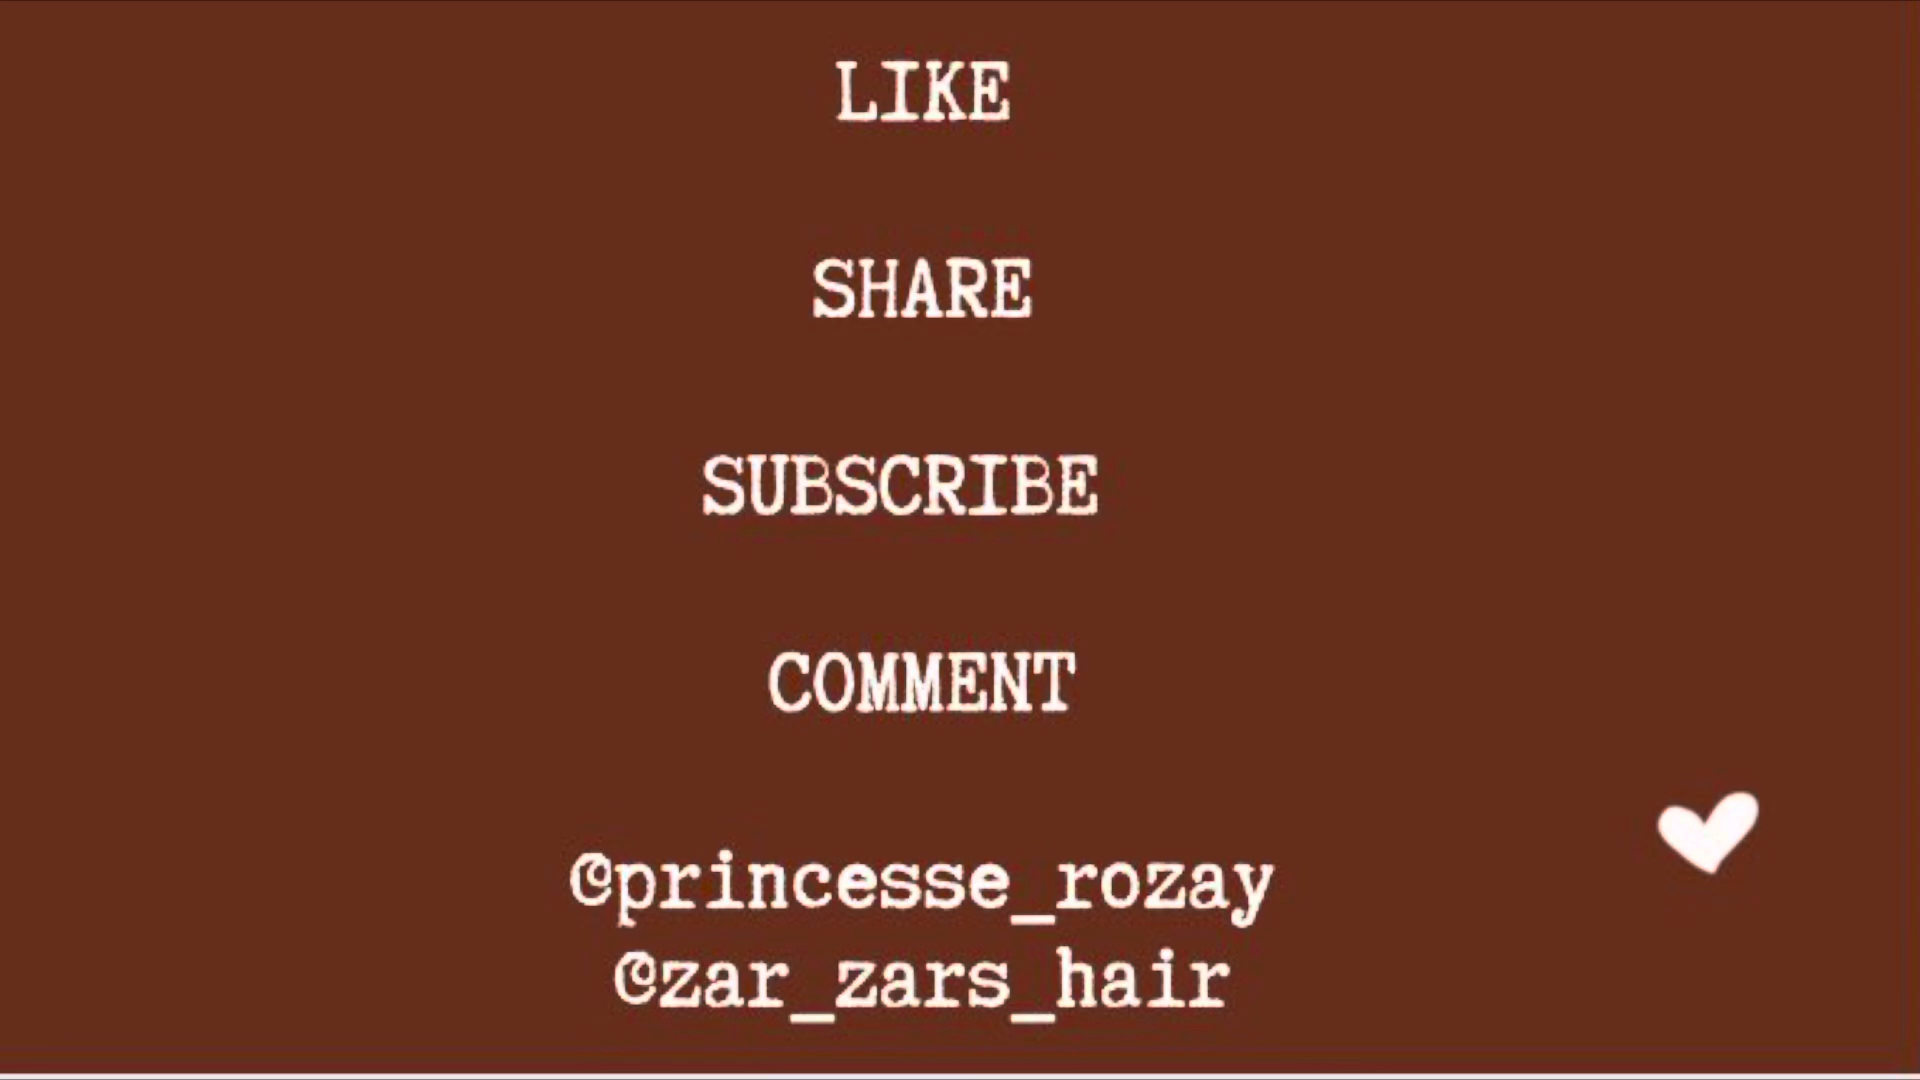 LIKE
SHARE
SUBSCRIBE
COMMENT
@princesse_rozay
@zar_zars_hair